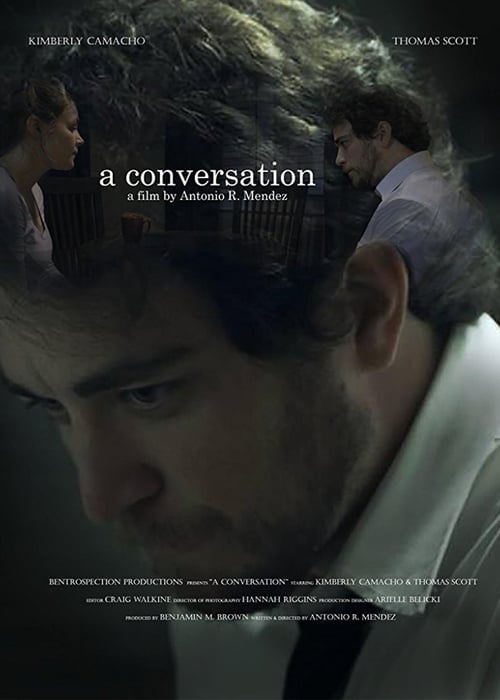 KIMBERLY CAMACHO THOMAS SCOTT
a conversation
a film by Antonio R. Mendez
BENTROSPECTION PRODUCTIONS PRESENTS "A CONVERSATION" STARRING KIMBERLY CAMACHO & THOMAS SCOTT
EDITOR CRAIG WALKINE DIRECTOR OF PHOTOGRAPHY HANNAH RIGGINS PRODUCTION DESIGNER ARIELLE BELICKI
PRODUCED BY BENJAMIN M. BROWN WRITTEN & DIRECTED BY ANTONIO R. MENDEZ